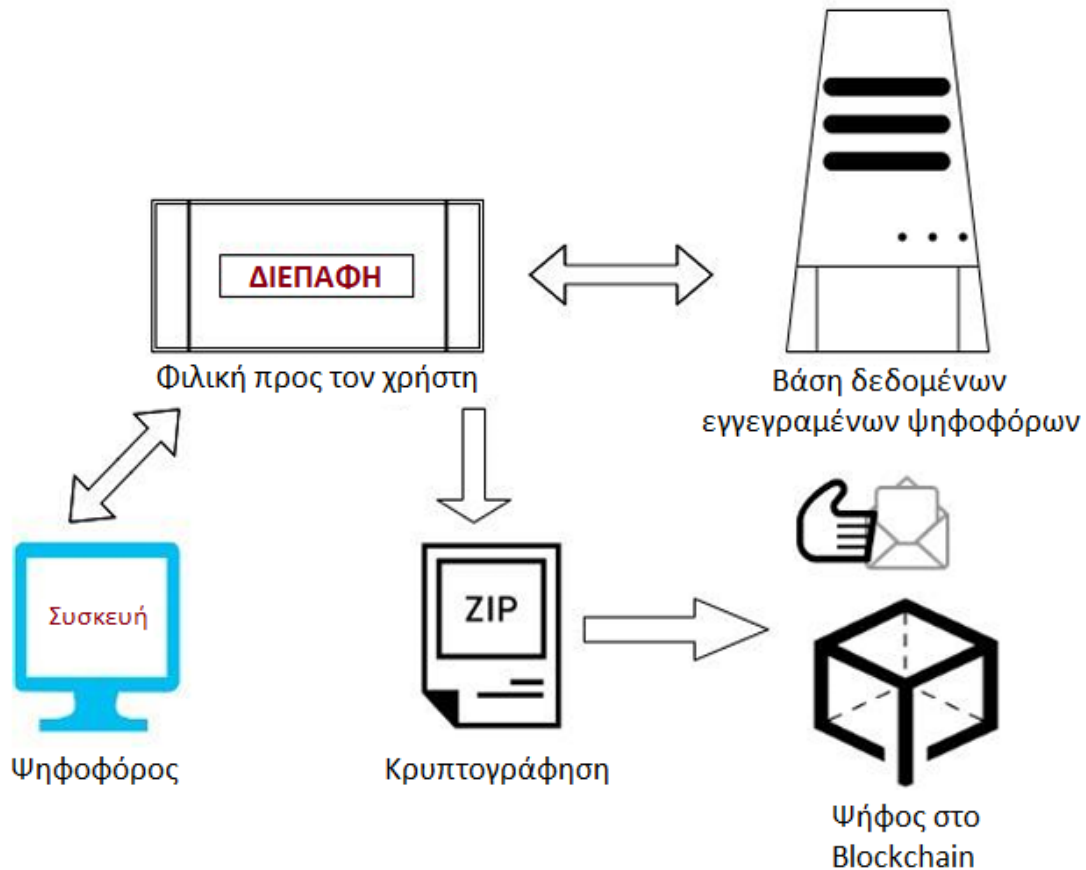 ΔΙΕΠΑΦΗ
Φιλική προς τον χρήστη
Βάση δεδομένων
εγγεγραμένων ψηφοφόρων
Συσκευή
Ψηφοφόρος
ZIP
Κρυπτογράφηση
Ψήφος στο
Blockchain